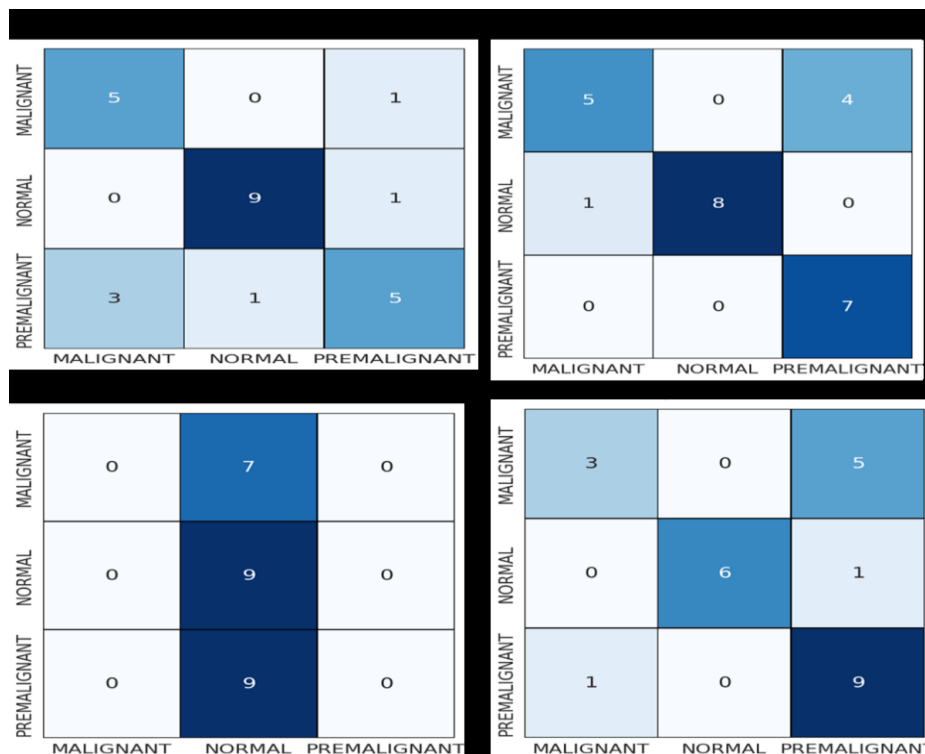 MALIGNANT
5 0 1
NORMAL
0 9 1
PREMALIGNANT
3 1 5
MALIGNANT NORMAL PREMALIGNANT
MALIGNANT
5 0 4
NORMAL
1 8 0
PREMALIGNANT
0 0 7
MALIGNANT NORMAL PREMALIGNANT
MALIGNANT
0 7 0
NORMAL
0 9 0
PREMALIGNANT
0 9 0
MALIGNANT NORMAL PREMALIGNANT
MALIGNANT
3 0 5
NORMAL
0 6 1
PREMALIGNANT
1 0 9
MALIGNANT NORMAL PREMALIGNANT